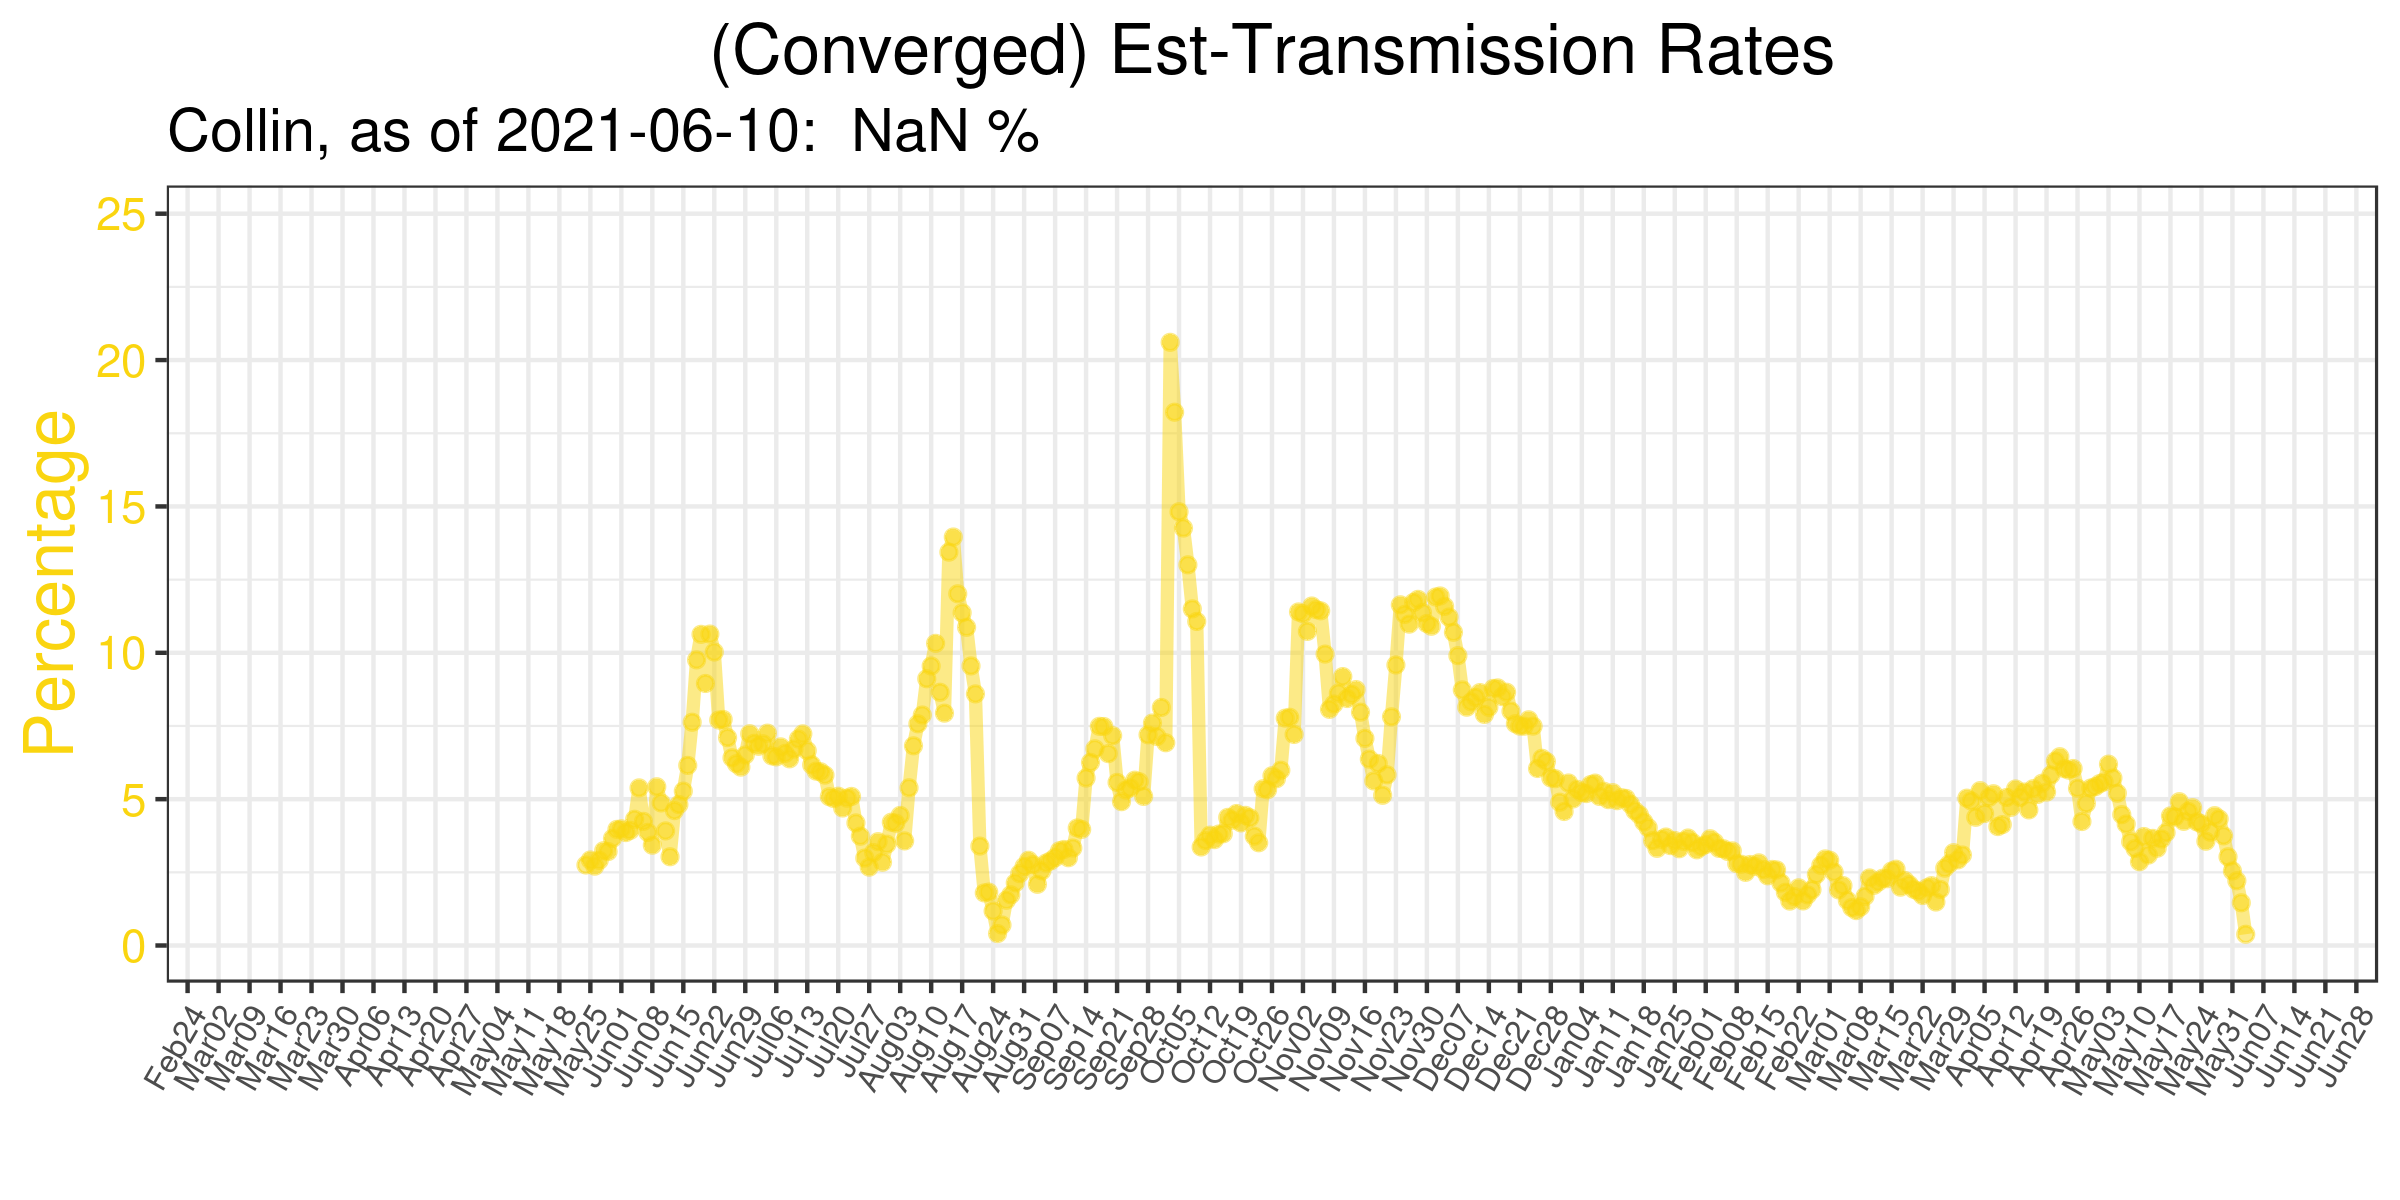 (Converged) Est-Transmission Rates
Collin, as of 2021-06-10:  NaN %
Percentage
25
20
15
10
5
0
Feb24
Mar02
Mar09
Mar16
Mar23
Mar30
Apr06
Apr13
Apr20
Apr27
May04
May11
May18
May25
Jun01
Jun08
Jun15
Jun22
Jun29
Jul06
Jul13
Jul20
Jul27
Aug03
Aug10
Aug17
Aug24
Aug31
Sep07
Sep14
Sep21
Sep28
Oct05
Oct12
Oct19
Oct26
Nov02
Nov09
Nov16
Nov23
Nov30
Dec07
Dec14
Dec21
Dec28
Jan04
Jan11
Jan18
Jan25
Feb01
Feb08
Feb15
Feb22
Mar01
Mar08
Mar15
Mar22
Mar29
Apr05
Apr12
Apr19
Apr26
May03
May10
May17
May24
May31
Jun07
Jun14
Jun21
Jun28